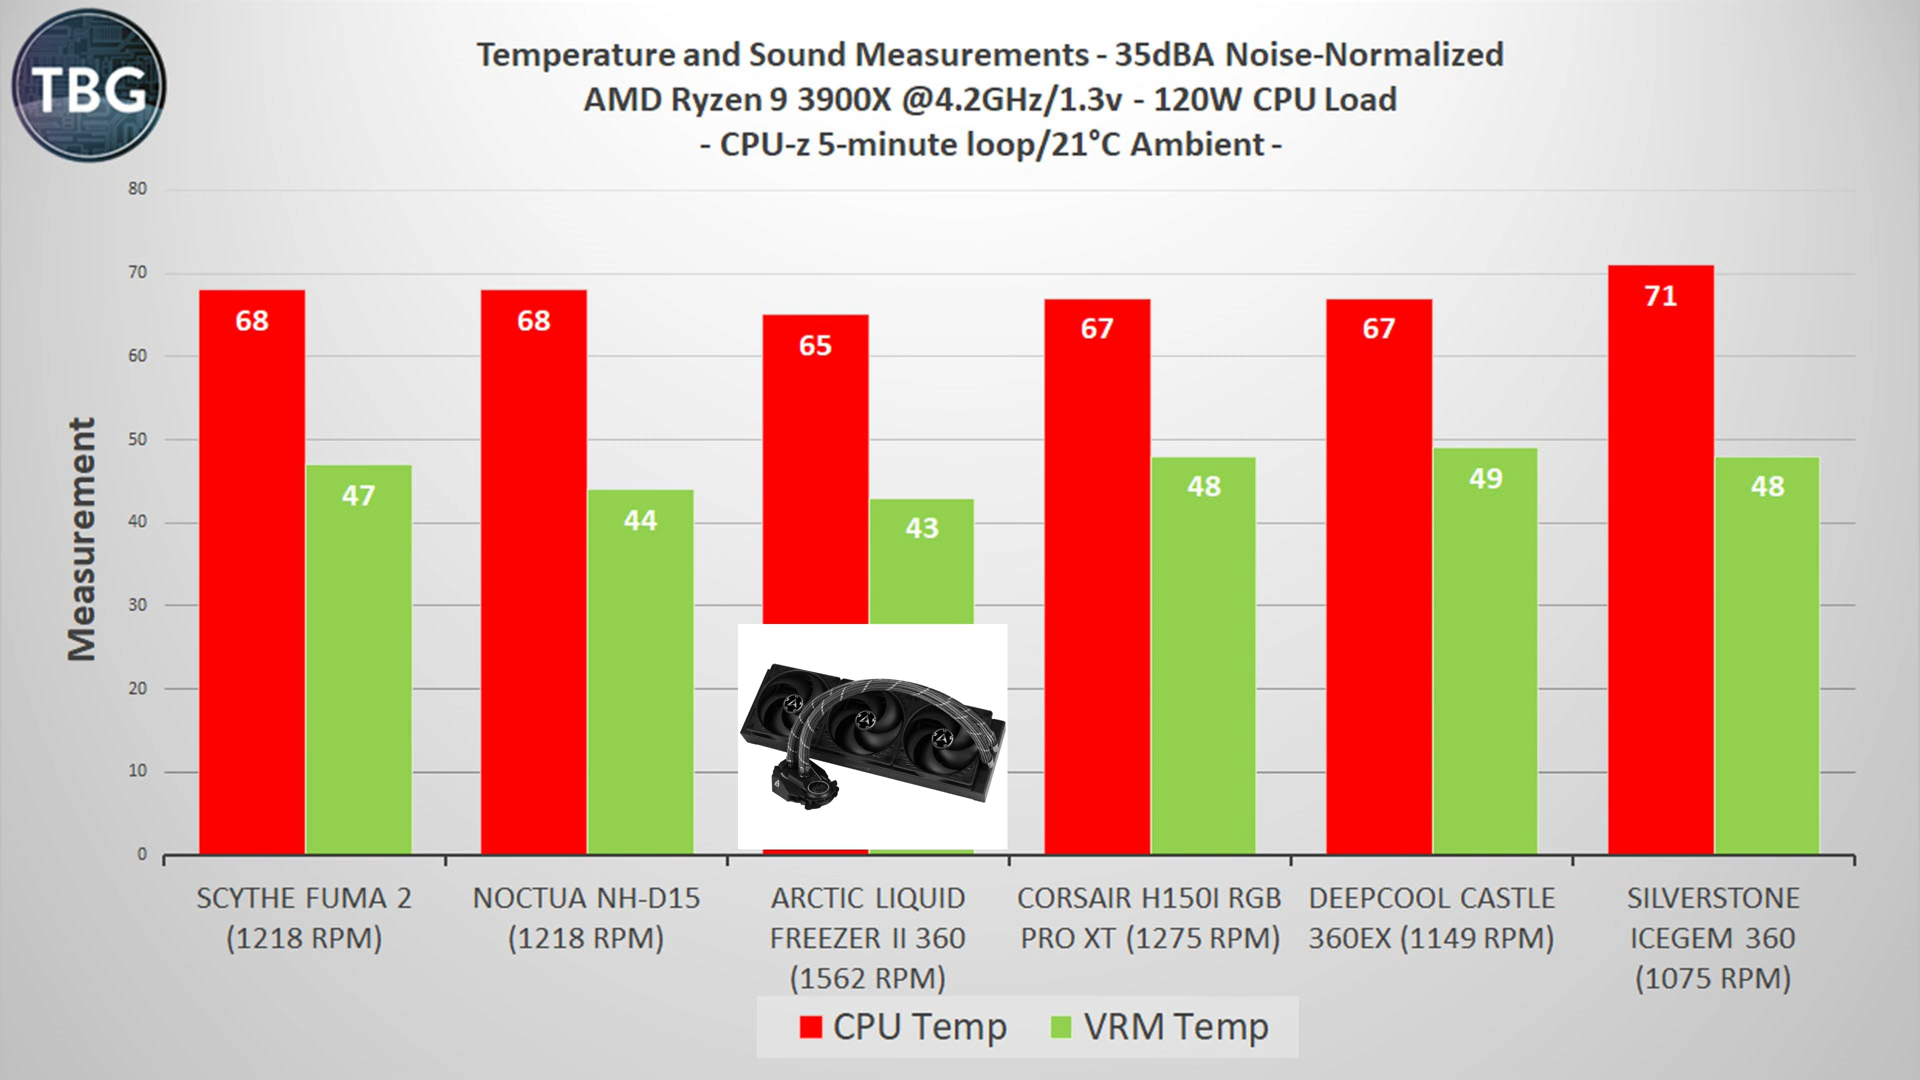 TBG
Temperature and Sound Measurements - 35dBA Noise-Normalized
AMD Ryzen 9 3900X @4.2GHz/1.3v - 120W CPU Load
- CPU-z 5-minute loop/21°C Ambient -
Measurement
80
70
60
50
40
30
20
10
0
68
47
68
44
65
43
67
48
67
49
71
48
SCYTHE FUMA 2
(1218 RPM)
NOCTUA NH-D15
(1218 RPM)
ARCTIC LIQUID
FREEZER II 360
(1562 RPM)
CORSAIR H150I RGB
PRO XT (1275 RPM)
DEEPCOOL CASTLE
360EX (1149 RPM)
SILVERSTONE
ICEGEM 360
(1075 RPM)
CPU Temp
VRM Temp